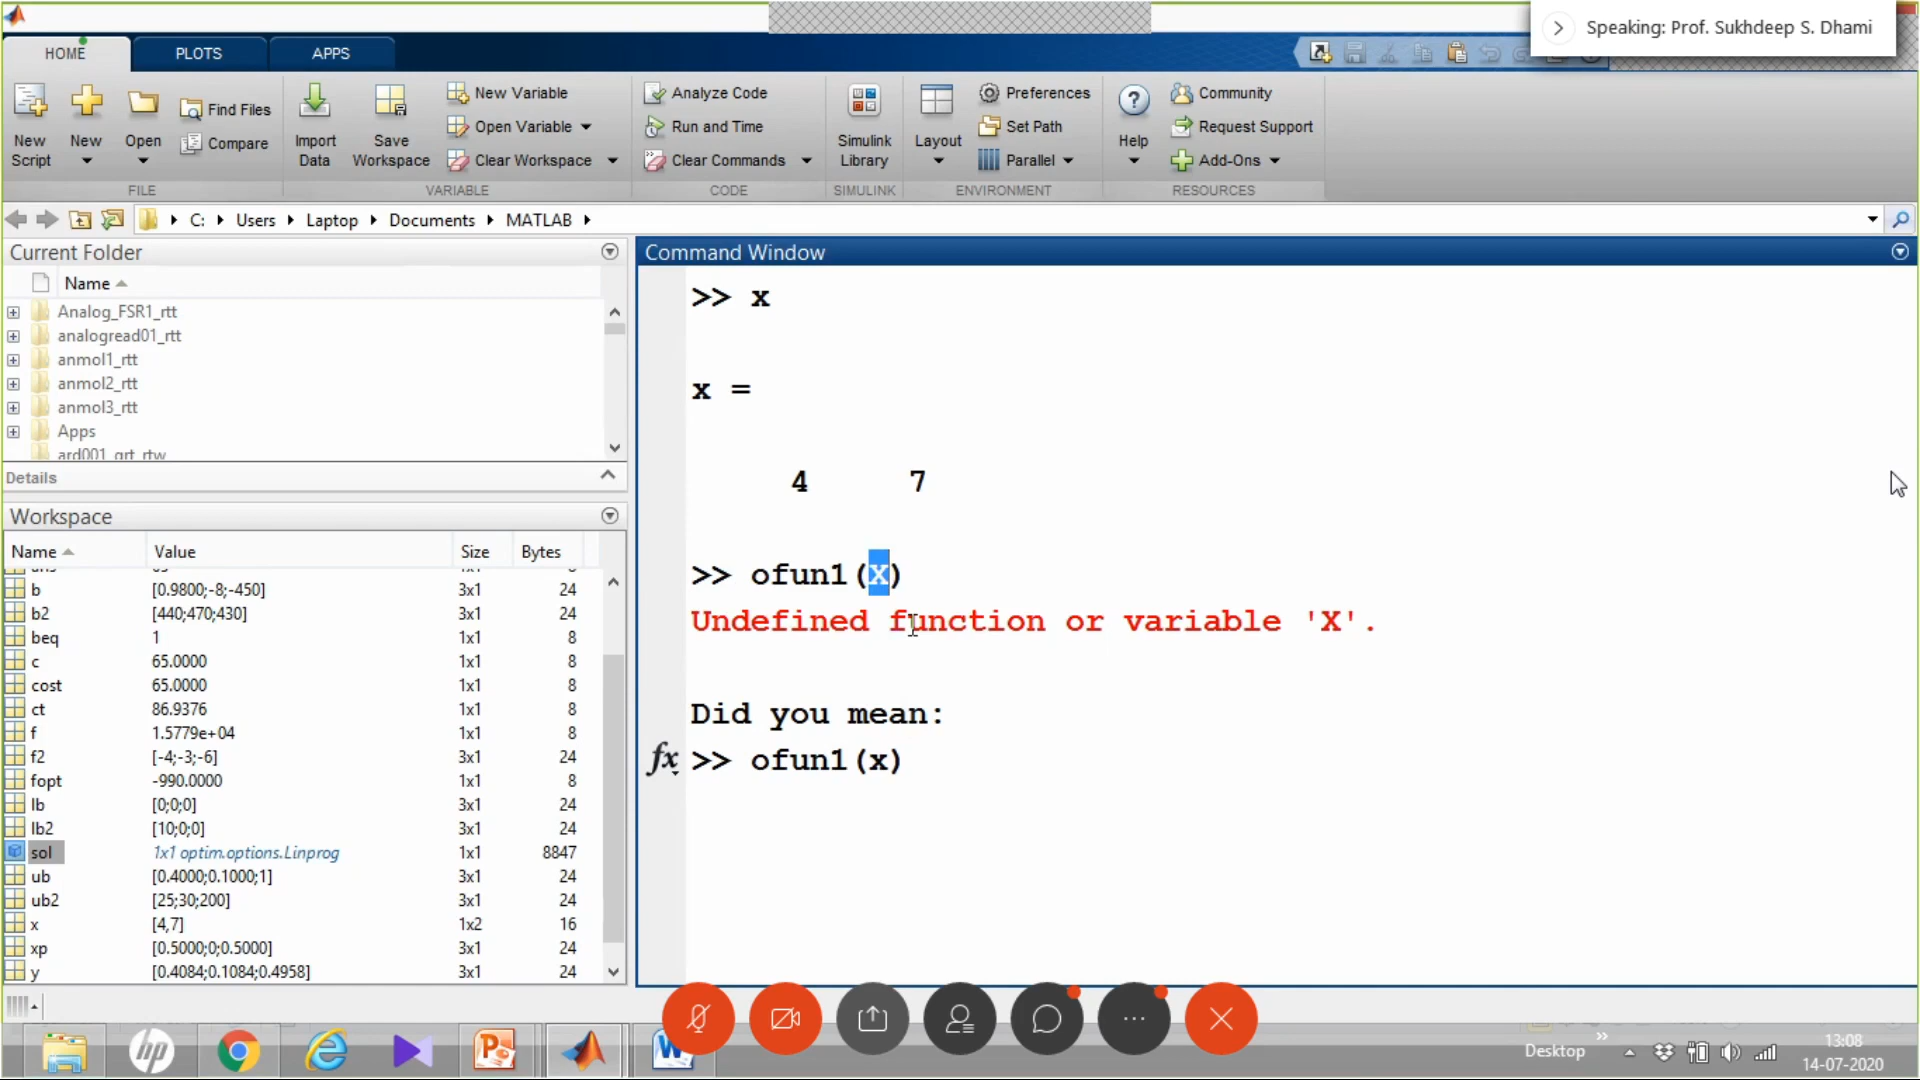 Speaking: Prof. Sukhdeep S. Dhami
HOME
PLOTS
APPS
New Script
New
Open
Find Files
Compare
FILE
Import Data
Save Workspace
New Variable
Open Variable
Clear Workspace
VARIABLE
Analyze Code
Run and Time
Clear Commands
CODE
Simulink Library
SIMULINK
Layout
Preferences
Set Path
Parallel
ENVIRONMENT
?
Help
Community
Request Support
Add-Ons
RESOURCES
C: Users Laptop Documents MATLAB
Current Folder
Name
Analog_FSR1_rtt
analogread01_rtt
anmol1_rtt
anmol2_rtt
anmol3_rtt
Apps
ard001_grt_rtw
Details
Workspace
Name Value Size Bytes
b [0.9800;-8;-450] 3x1 24
b2 [440;470;430] 3x1 24
beq 1 1x1 8
c 65.0000 1x1 8
cost 65.0000 1x1 8
ct 86.9376 1x1 8
f 1.5779e+04 1x1 8
f2 [-4;-3;-6] 3x1 24
fopt -990.0000 1x1 8
lb [0;0;0] 3x1 24
lb2 [10;0;0] 3x1 24
sol 1x1 optim.options.Linprog 1x1 8847
ub [0.4000;0.1000;1] 3x1 24
ub2 [25;30;200] 3x1 24
x [4,7] 1x2 16
xp [0.5000;0;0.5000] 3x1 24
y [0.4084;0.1084;0.4958] 3x1 24
Command Window
>> x
x =
4 7
>> ofun1(x)
Undefined function or variable 'X'.
Did you mean:
fx >> ofun1(x)
hp
Desktop
13:08
14-07-2020